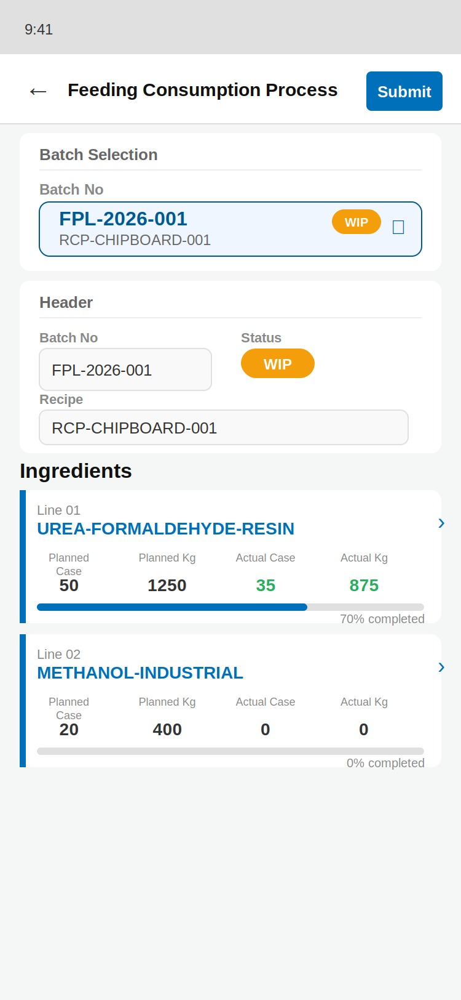 9:41
← Feeding Consumption Process Submit
Batch Selection
Batch No
FPL-2026-001 WIP
RCP-CHIPBOARD-001
Header
Batch No Status
FPL-2026-001 WIP
Recipe
RCP-CHIPBOARD-001
Ingredients
Line 01
UREA-FORMALDEHYDE-RESIN ›
Planned Case Planned Kg Actual Case Actual Kg
50 1250 35 875
70% completed
Line 02
METHANOL-INDUSTRIAL ›
Planned Case Planned Kg Actual Case Actual Kg
20 400 0 0
0% completed